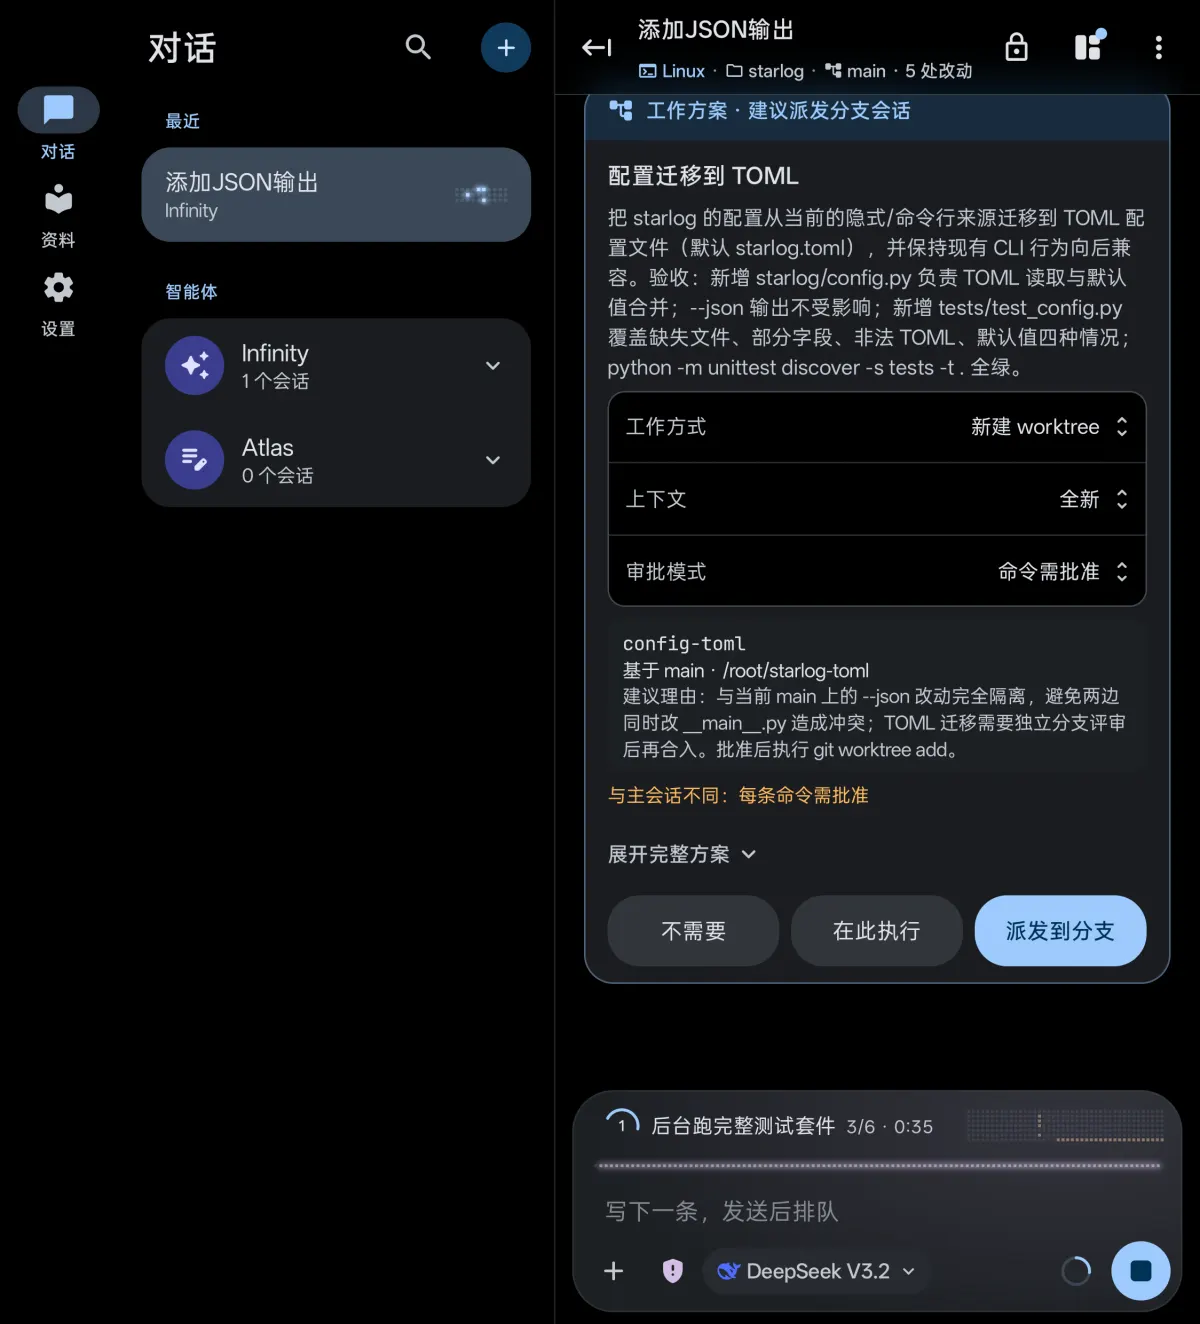 对话
对话
资料
设置
最近
添加JSON输出
Infinity
智能体
Infinity
1 个会话
Atlas
0 个会话
添加JSON输出
Linux · starlog · main · 5 处改动
工作方案 · 建议派发分支会话
配置迁移到 TOML
把 starlog 的配置从当前的隐式/命令行来源迁移到 TOML 配
置文件（默认 starlog.toml），并保持现有 CLI 行为向后兼
容。验收：新增 starlog/config.py 负责 TOML 读取与默认
值合并；--json 输出不受影响；新增 tests/test_config.py
覆盖缺失文件、部分字段、非法 TOML、默认值四种情况；
python -m unittest discover -s tests -t . 全绿。
工作方式 新建 worktree
上下文 全新
审批模式 命令需批准
config-toml
基于 main · /root/starlog-toml
建议理由：与当前 main 上的 --json 改动完全隔离，避免两边
同时改 __main__.py 造成冲突；TOML 迁移需要独立分支评审
后再合入。批准后执行 git worktree add。
与主会话不同：每条命令需批准
展开完整方案
不需要 在此执行 派发到分支
1 后台跑完整测试套件 3/6 · 0:35
写下一条，发送后排队
DeepSeek V3.2